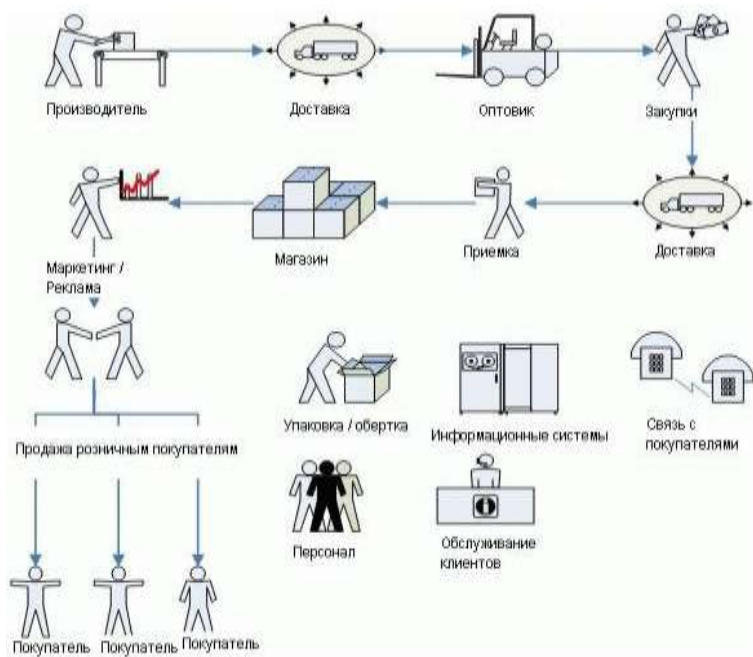 Производитель
Доставка
Оптовик
Закупки
Маркетинг /
Реклама
Магазин
Приемка
Доставка
Упаковка / обертка
Информационные системы
Связь с
покупателями
Продажа розничным покупателям
Персонал
Обслуживание
клиентов
Покупатель
Покупатель
Покупатель